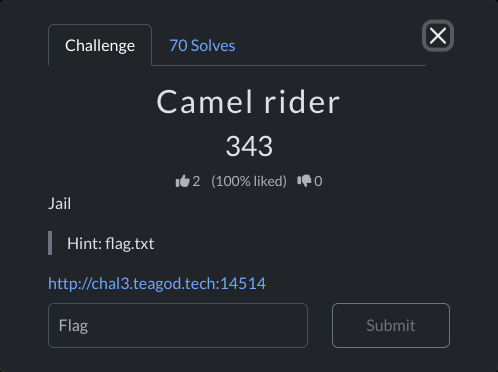 Challenge
70 Solves
Camel rider
343
2 (100% liked) 0
Jail
Hint: flag.txt
http://chal3.teagod.tech:14514
Flag
Submit